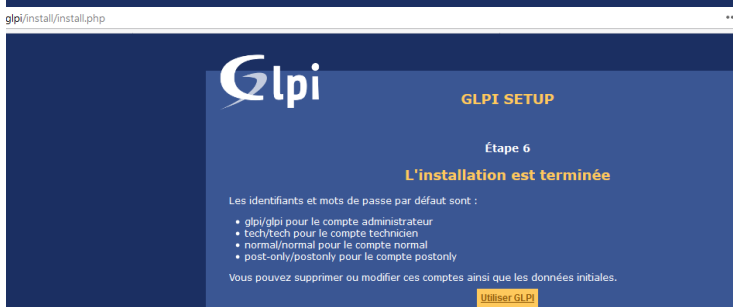 glpi/install/install.php
Glpi
GLPI SETUP
Étape 6
L'installation est terminée
Les identifiants et mots de passe par défaut sont :
• glpi/glpi pour le compte administrateur
• tech/tech pour le compte technicien
• normal/normal pour le compte normal
• post-only/postonly pour le compte postonly
Vous pouvez supprimer ou modifier ces comptes ainsi que les données initiales.
Utiliser GLPI